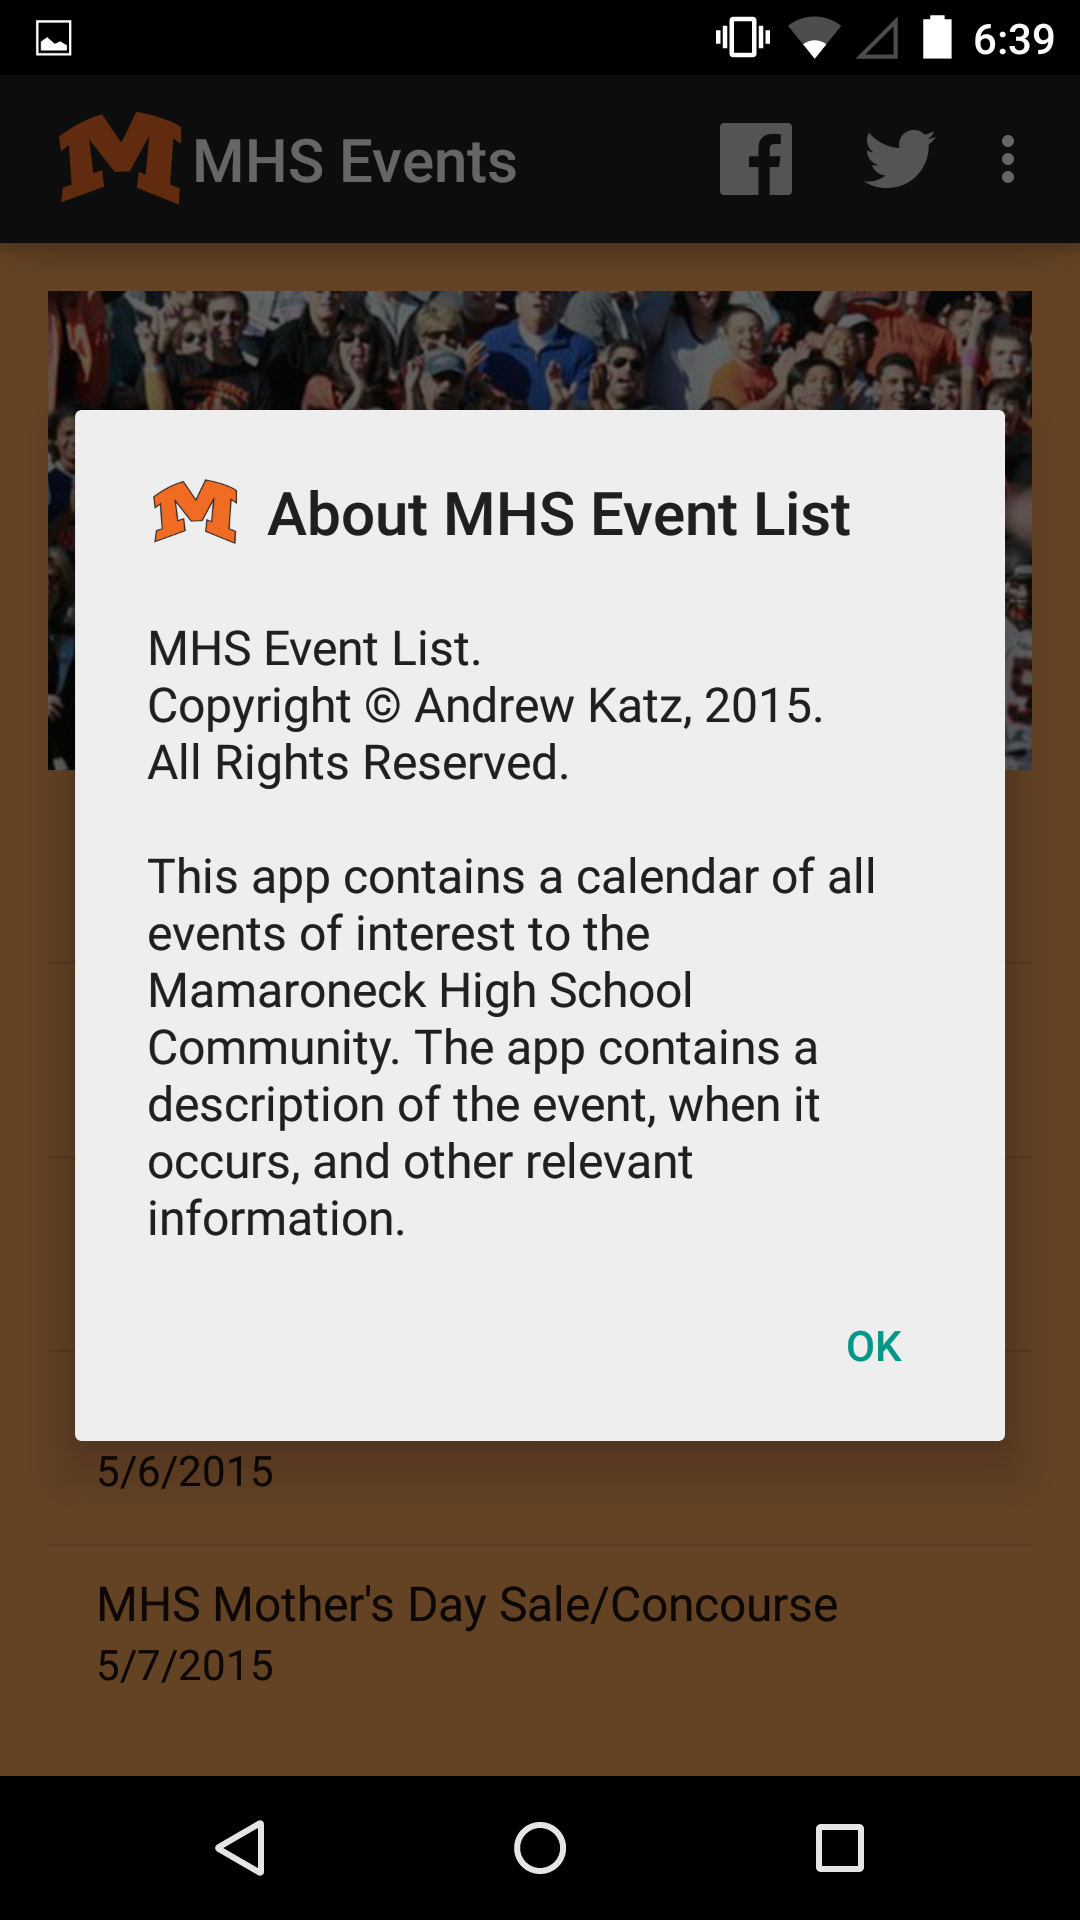 6:39
M MHS Events
M About MHS Event List
MHS Event List.
Copyright © Andrew Katz, 2015.
All Rights Reserved.
This app contains a calendar of all
events of interest to the
Mamaroneck High School
Community. The app contains a
description of the event, when it
occurs, and other relevant
information.
OK
5/6/2015
MHS Mother's Day Sale/Concourse
5/7/2015